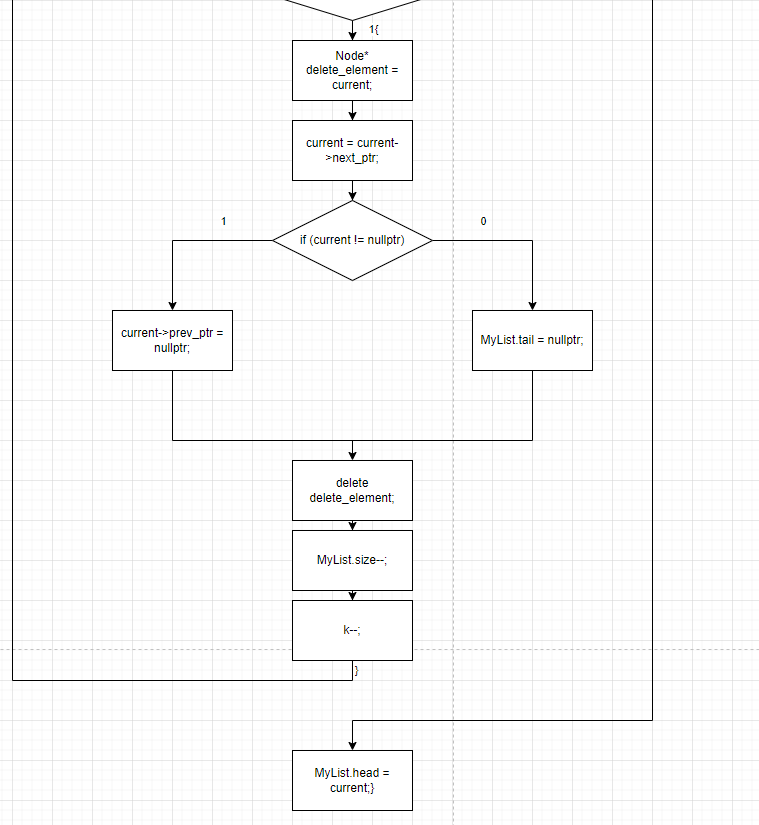 1{
Node*
delete_element =
current;
current = current-
>next_ptr;
1
0
if (current != nullptr)
current->prev_ptr =
nullptr;
MyList.tail = nullptr;
delete
delete_element;
MyList.size--;
k--;
}
MyList.head =
current;}